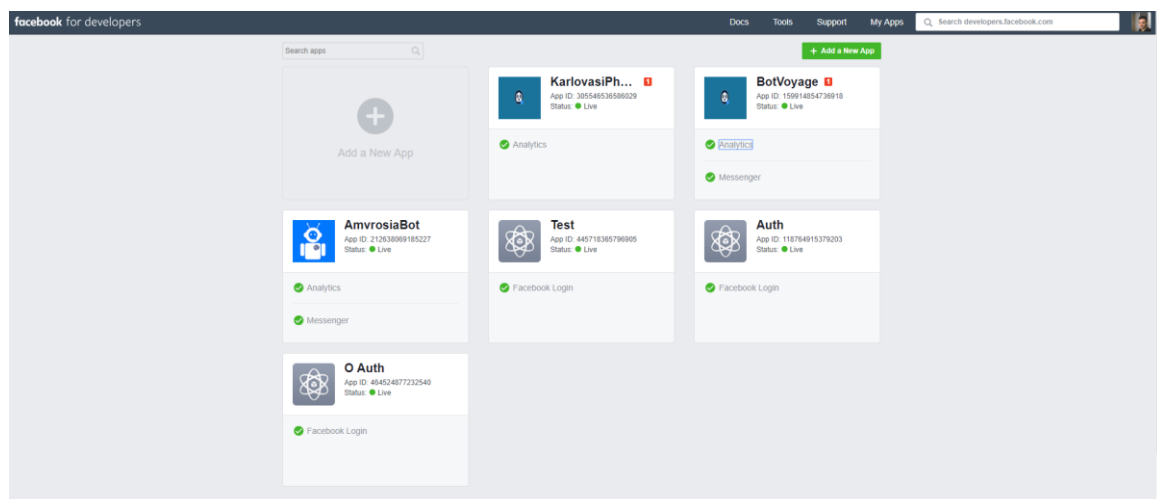 facebook for developers
Docs Tools Support My Apps Search developers.facebook.com
Search apps
+ Add a New App
Add a New App
KarlovasiPh... 1
App ID: 305546536586029
Status: Live
Analytics
BotVoyage 1
App ID: 159914854736918
Status: Live
Analytics
Messenger
AmvrosiaBot
App ID: 212638069185227
Status: Live
Analytics
Messenger
Test
App ID: 445718365796905
Status: Live
Facebook Login
Auth
App ID: 118764915379203
Status: Live
Facebook Login
O Auth
App ID: 464524877232540
Status: Live
Facebook Login